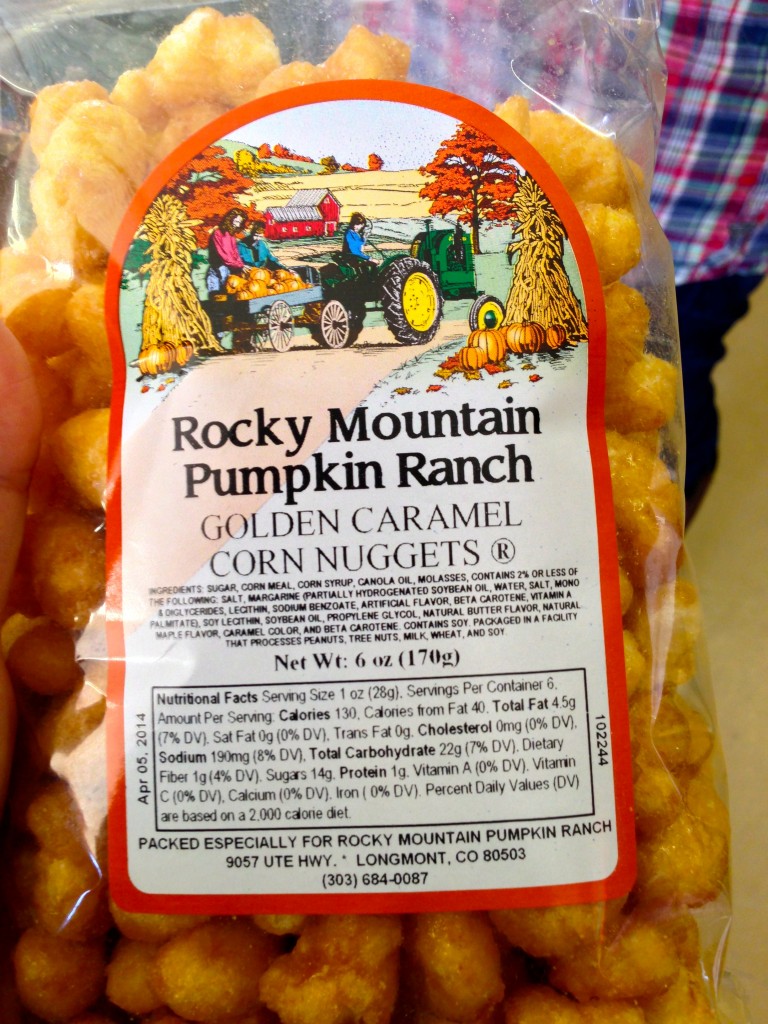 Rocky Mountain
Pumpkin Ranch
GOLDEN CARAMEL
CORN NUGGETS ®
INGREDIENTS: SUGAR, CORN MEAL, CORN SYRUP, CANOLA OIL, MOLASSES, CONTAINS 2% OR LESS OF
THE FOLLOWING: SALT, MARGARINE (PARTIALLY HYDROGENATED SOYBEAN OIL, WATER, SALT, MONO
& DIGLYCERIDES, LECITHIN, SODIUM BENZOATE, ARTIFICIAL FLAVOR, BETA CAROTENE, VITAMIN A
PALMITATE), SOY LECITHIN, SOYBEAN OIL, PROPYLENE GLYCOL, NATURAL BUTTER FLAVOR, NATURAL
MAPLE FLAVOR, CARAMEL COLOR, AND BETA CAROTENE. CONTAINS SOY. PACKAGED IN A FACILITY
THAT PROCESSES PEANUTS, TREE NUTS, MILK, WHEAT, AND SOY.
Net Wt: 6 oz (170g)
Nutritional Facts Serving Size 1 oz (28g). Servings Per Container 6.
Amount Per Serving: Calories 130, Calories from Fat 40, Total Fat 4.5g
(7% DV), Sat Fat 0g (0% DV), Trans Fat 0g. Cholesterol 0mg (0% DV),
Sodium 190mg (8% DV), Total Carbohydrate 22g (7% DV), Dietary
Fiber 1g (4% DV). Sugars 14g. Protein 1g. Vitamin A (0% DV). Vitamin
C (0% DV), Calcium (0% DV). Iron ( 0% DV). Percent Daily Values (DV)
are based on a 2,000 calorie diet.
Apr 05, 2014
102244
PACKED ESPECIALLY FOR ROCKY MOUNTAIN PUMPKIN RANCH
9057 UTE HWY. * LONGMONT, CO 80503
(303) 684-0087